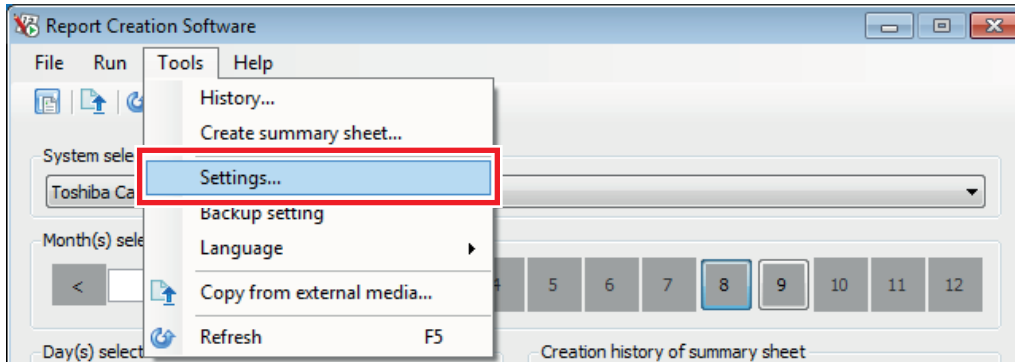 Report Creation Software
File Run Tools Help
History...
Create summary sheet...
System sele
Settings...
Toshiba Ca
Backup setting
Month(s) sele
Language
< 5 6 7 8 9 10 11 12
Copy from external media...
Refresh F5
Day(s) select
Creation history of summary sheet